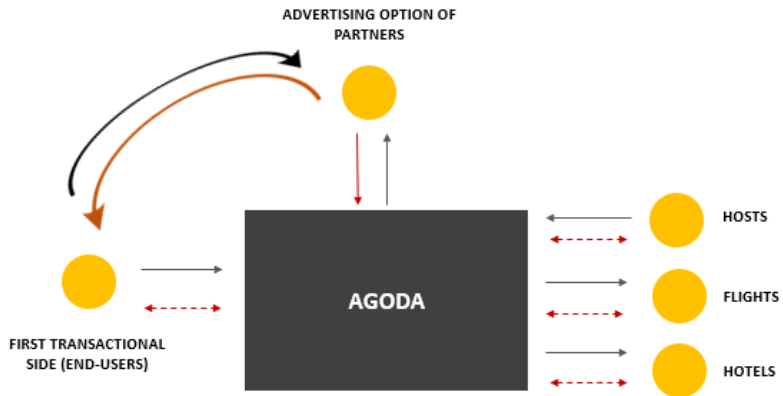 ADVERTISING OPTION OF
PARTNERS
HOSTS
AGODA
FLIGHTS
FIRST TRANSACTIONAL
SIDE (END-USERS)
HOTELS